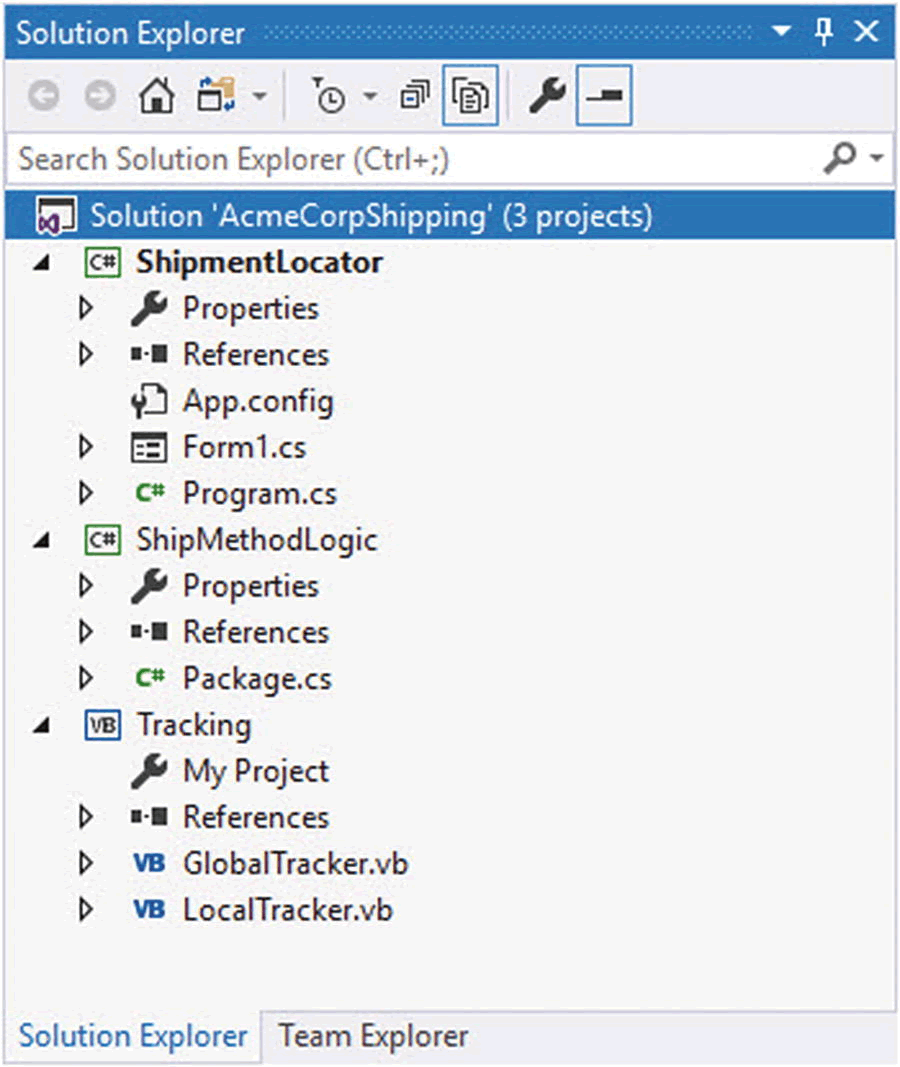 Solution Explorer
Search Solution Explorer (Ctrl+;)
Solution 'AcmeCorpShipping' (3 projects)
C# ShipmentLocator
Properties
References
App.config
Form1.cs
C# Program.cs
C# ShipMethodLogic
Properties
References
C# Package.cs
VB Tracking
My Project
References
VB GlobalTracker.vb
VB LocalTracker.vb
Solution Explorer Team Explorer